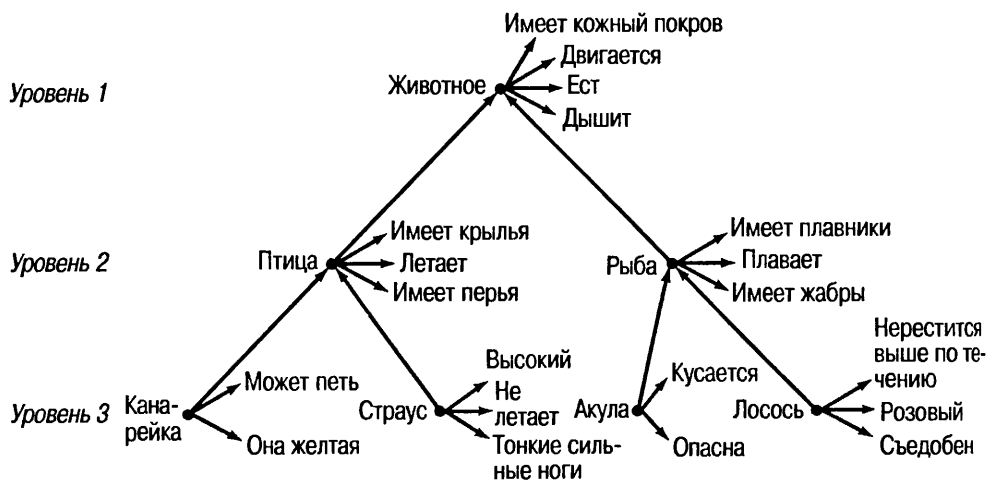 Имеет кожный покров
Двигается
Уровень 1
Животное
Ест
Дышит
Имеет крылья
Имеет плавники
Уровень 2
Птица
Летает
Рыба
Плавает
Имеет перья
Имеет жабры
Нерестится
выше по те-
чению
Высокий
Кусается
Может петь
Уровень 3
Кана-
рейка
Страус
Не
летает
Акула
Лосось
Розовый
Она желтая
Тонкие силь-
ные ноги
Опасна
Съедобен